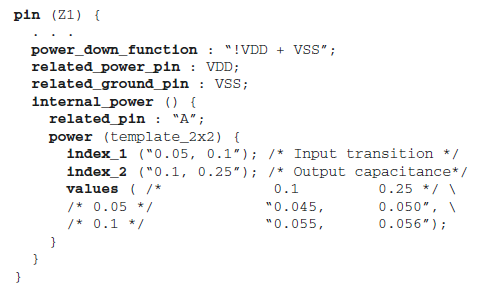 pin (Z1) {
. . .
power_down_function : "!VDD + VSS";
related_power_pin : VDD;
related_ground_pin : VSS;
internal_power () {
related_pin : "A";
power (template_2x2) {
index_1 ("0.05, 0.1"); /* Input transition */
index_2 ("0.1, 0.25"); /* Output capacitance*/
values ( /* 0.1 0.25 */ \
/* 0.05 */ "0.045, 0.050", \
/* 0.1 */ "0.055, 0.056");
}
}
}